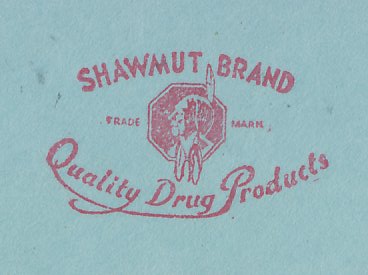 SHAWMUT BRAND
TRADE MARK
Quality Drug Products